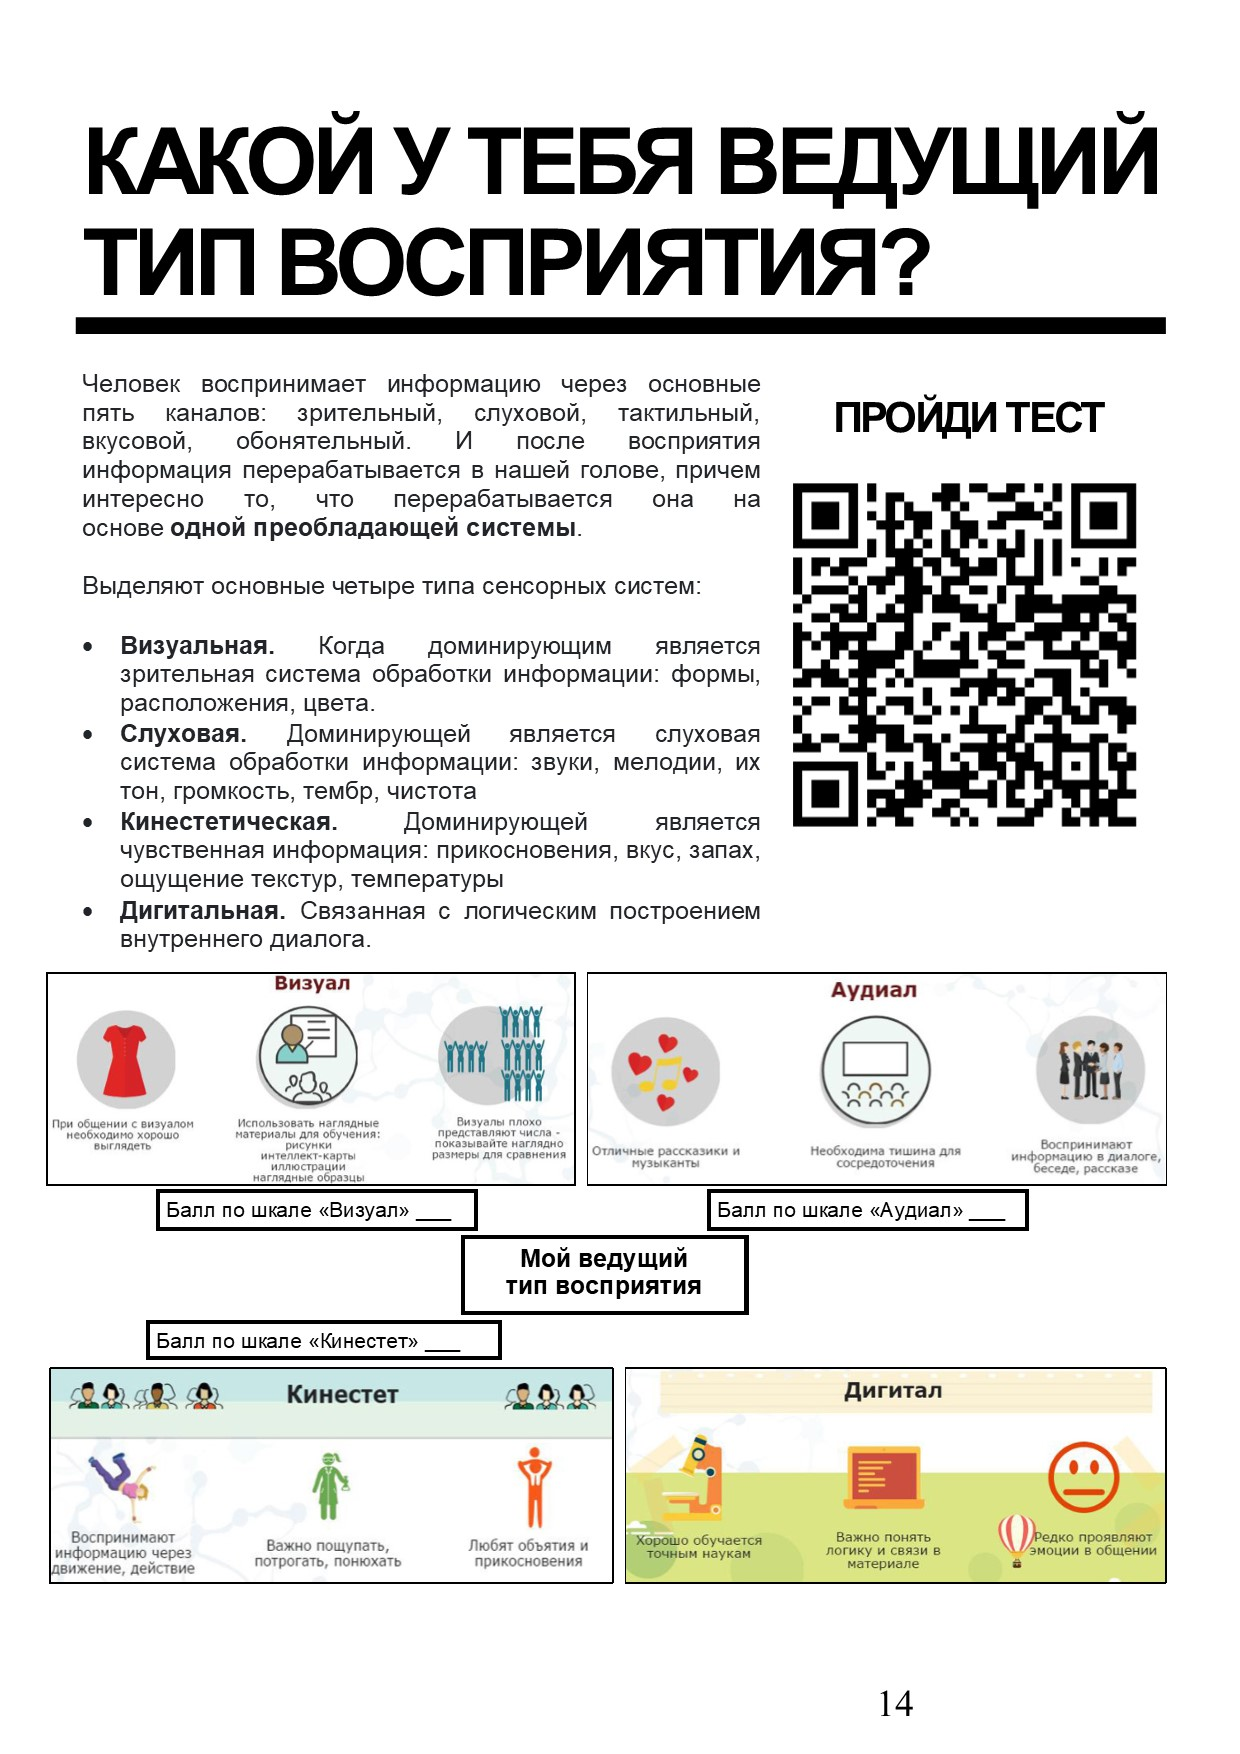 КАКОЙ У ТЕБЯ ВЕДУЩИЙ
ТИП ВОСПРИЯТИЯ?
Человек воспринимает информацию через основные
пять каналов: зрительный, слуховой, тактильный,
вкусовой, обонятельный. И после восприятия
информация перерабатывается в нашей голове, причем
интересно то, что перерабатывается она на
основе одной преобладающей системы.
Выделяют основные четыре типа сенсорных систем:
• Визуальная. Когда доминирующим является
зрительная система обработки информации: формы,
расположения, цвета.
• Слуховая. Доминирующей является слуховая
система обработки информации: звуки, мелодии, их
тон, громкость, тембр, чистота
• Кинестетическая. Доминирующей является
чувственная информация: прикосновения, вкус, запах,
ощущение текстур, температуры
• Дигитальная. Связанная с логическим построением
внутреннего диалога.
ПРОЙДИ ТЕСТ
Визуал
При общении с визуалом
необходимо хорошо
выглядеть
Использовать наглядные
материалы для обучения:
рисунки
интеллект-карты
иллюстрации
наглядные образцы
Визуалы плохо
представляют числа -
показывайте наглядно
размеры для сравнения
Аудиал
Отличные рассказики и
музыканты
Необходима тишина для
сосредоточения
Воспринимают
информацию в диалоге,
беседе, рассказе
Балл по шкале «Визуал» ___
Балл по шкале «Аудиал» ___
Мой ведущий
тип восприятия
Балл по шкале «Кинестет» ___
Кинестет
Воспринимают
информацию через
движение, действие
Важно пощупать,
потрогать, понюхать
Любят объятия и
прикосновения
Дигитал
Хорошо обучается
точным наукам
Важно понять
логику и связи в
материале
Редко проявляют
эмоции в общении
14